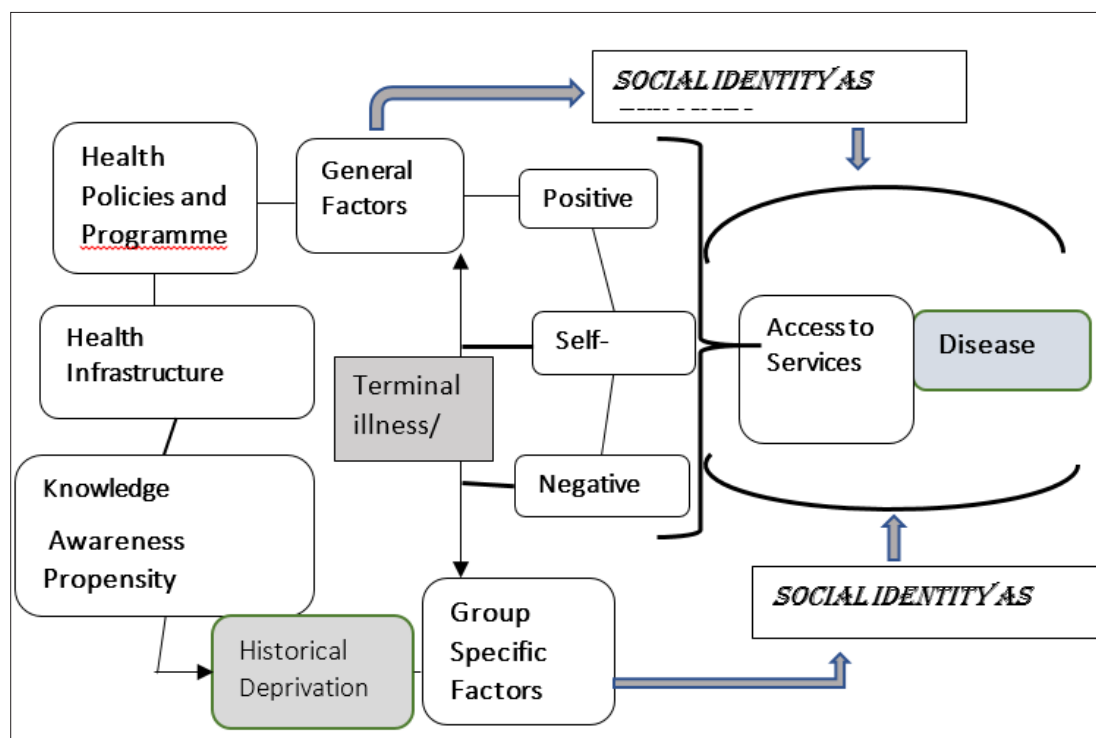 SOCIAL IDENTITY AS
Health
Policies and
Programme
General
Factors
Positive
Health
Infrastructure
Self-
Access to
Services
Disease
Terminal
illness/
Knowledge
Awareness
Propensity
Negative
Historical
Deprivation
Group
Specific
Factors
SOCIAL IDENTITY AS